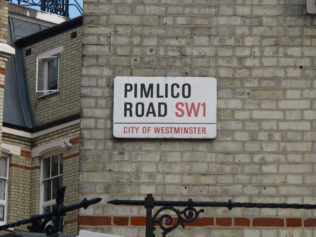 PIMLICO
ROAD SW1
CITY OF WESTMINSTER